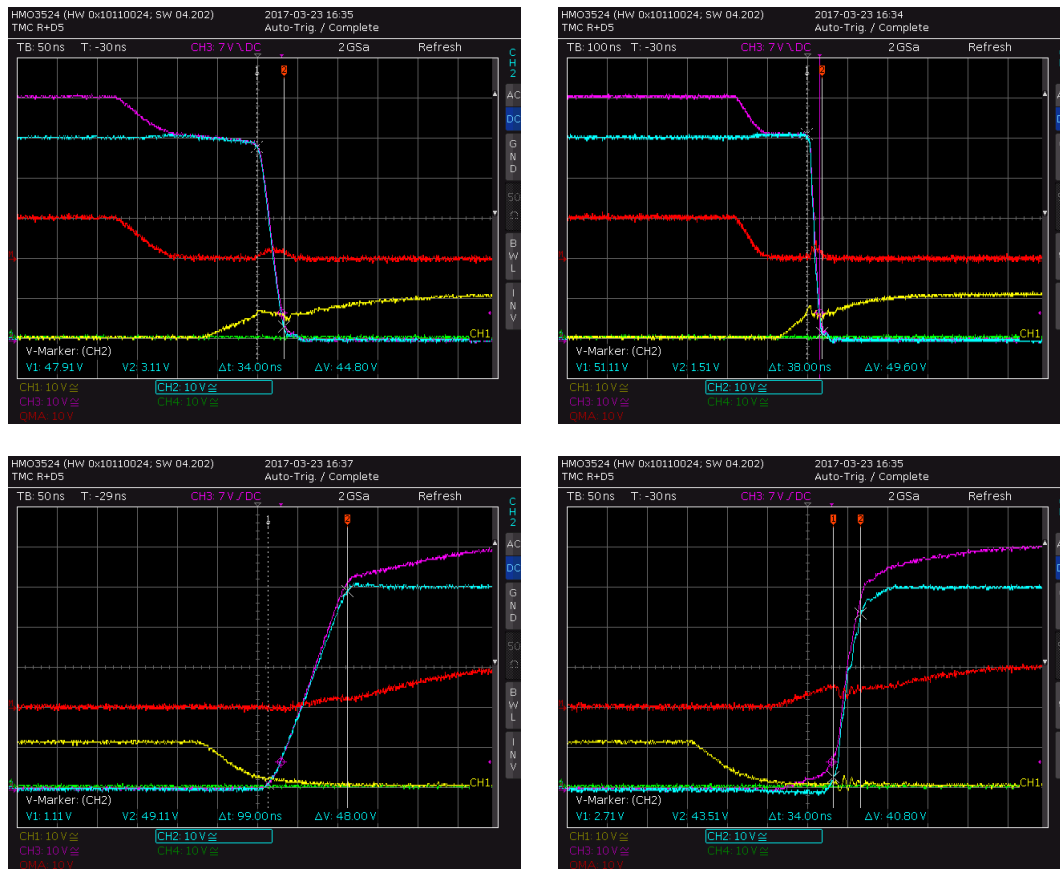 HMO3524 (HW 0x10110024; SW 04.202) 2017-03-23 16:35
TMC R+D5 Auto-Trig. / Complete
TB: 50 ns T: -30 ns CH3: 7 V DC 2 GSa Refresh
CH2
AC
DC
GND
50 Ω
BWL
INV
2
CH1
V-Marker: (CH2)
V1: 47.91 V V2: 3.11 V Δt: 34.00 ns ΔV: 44.80 V
CH1: 10 V CH2: 10 V
CH3: 10 V CH4: 10 V
QMA: 10 V
HMO3524 (HW 0x10110024; SW 04.202) 2017-03-23 16:34
TMC R+D5 Auto-Trig. / Complete
TB: 100 ns T: -30 ns CH3: 7 V DC 2 GSa Refresh
2
CH1
V-Marker: (CH2)
V1: 51.11 V V2: 1.51 V Δt: 38.00 ns ΔV: 49.60 V
CH1: 10 V CH2: 10 V
CH3: 10 V CH4: 10 V
QMA: 10 V
HMO3524 (HW 0x10110024; SW 04.202) 2017-03-23 16:37
TMC R+D5 Auto-Trig. / Complete
TB: 50 ns T: -29 ns CH3: 7 V DC 2 GSa Refresh
CH2
AC
DC
GND
50 Ω
BWL
INV
2
CH1
V-Marker: (CH2)
V1: 1.11 V V2: 49.11 V Δt: 99.00 ns ΔV: 48.00 V
CH1: 10 V CH2: 10 V
CH3: 10 V CH4: 10 V
QMA: 10 V
HMO3524 (HW 0x10110024; SW 04.202) 2017-03-23 16:35
TMC R+D5 Auto-Trig. / Complete
TB: 50 ns T: -30 ns CH3: 7 V DC 2 GSa Refresh
1 2
CH1
V-Marker: (CH2)
V1: 2.71 V V2: 43.51 V Δt: 34.00 ns ΔV: 40.80 V
CH1: 10 V CH2: 10 V
CH3: 10 V CH4: 10 V
QMA: 10 V